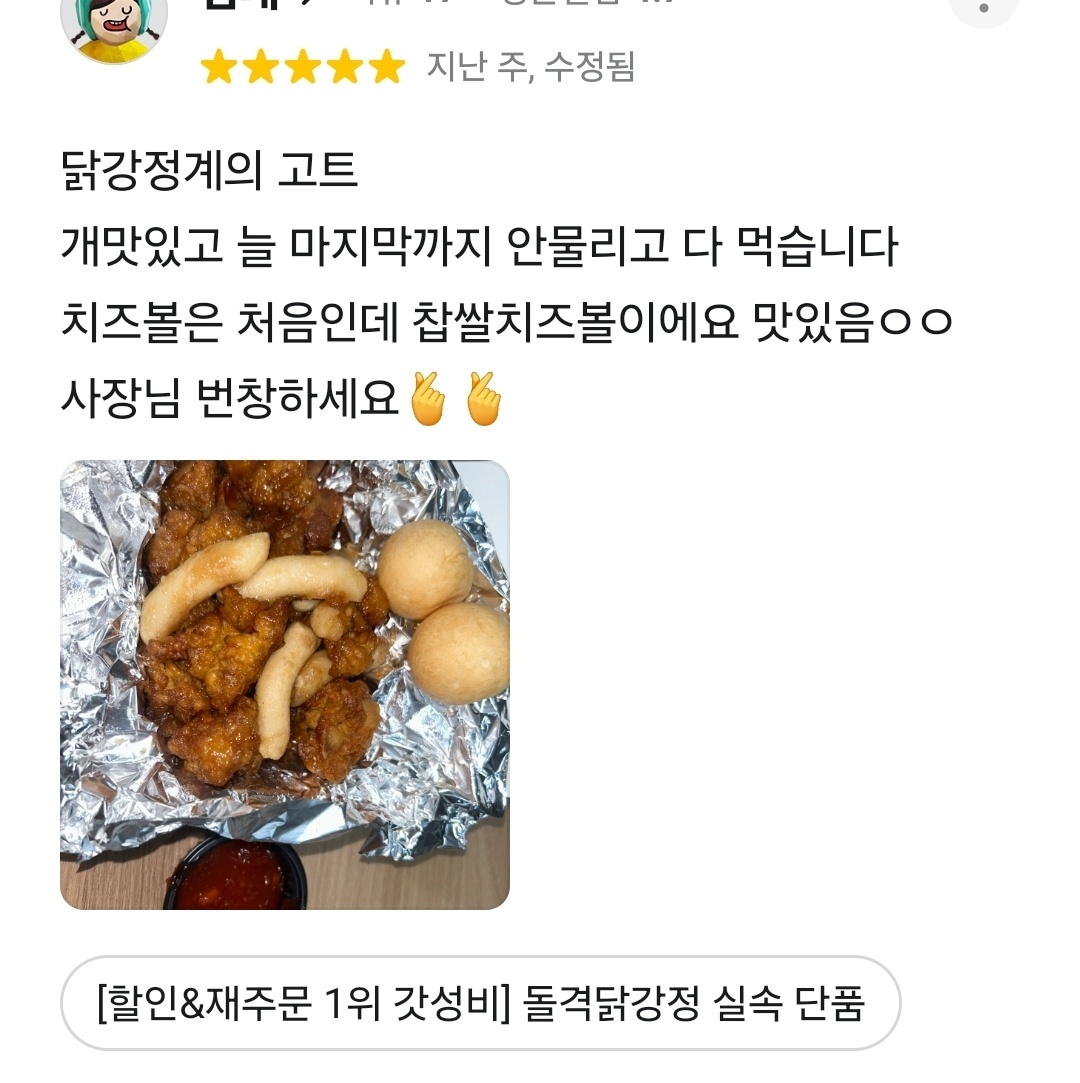 지난 주, 수정됨
닭강정계의 고트
개맛있고 늘 마지막까지 안물리고 다 먹습니다
치즈볼은 처음인데 찹쌀치즈볼이에요 맛있음ㅇㅇ
사장님 번창하세요🫰🫰
[할인&재주문 1위 갓성비] 돌격닭강정 실속 단품